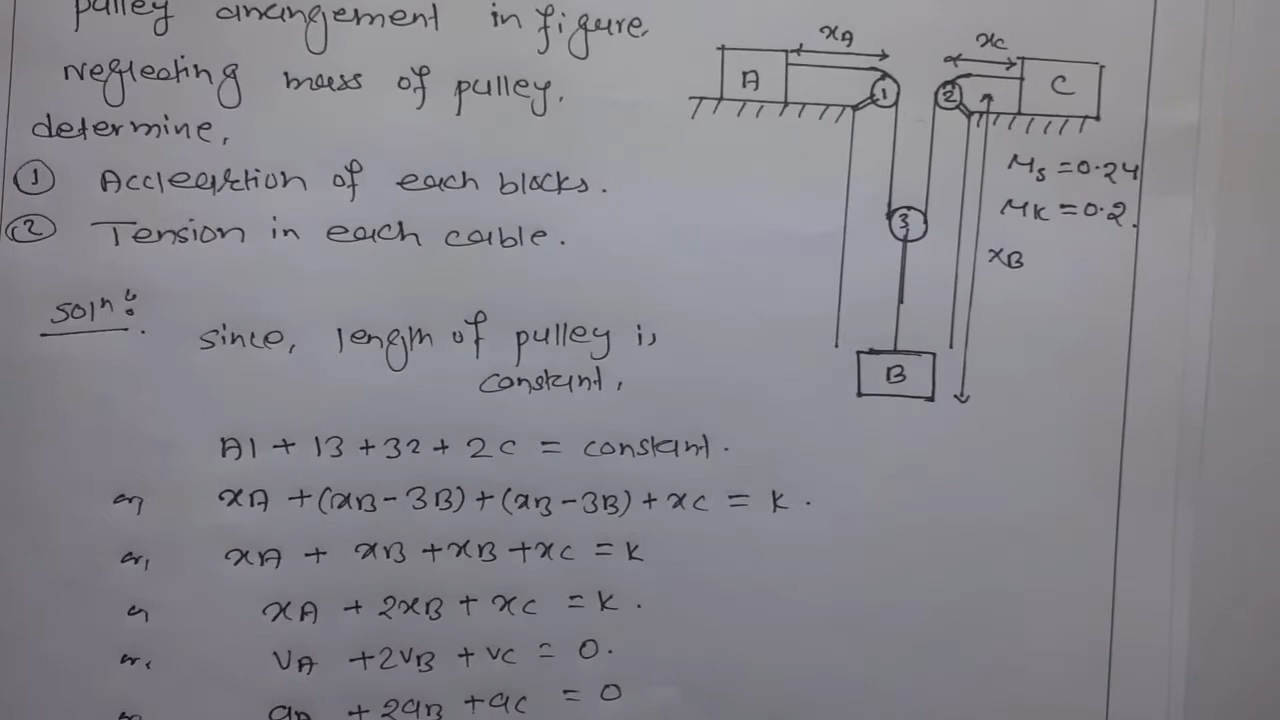 pulley arrangement in figure.
neglecting mass of pulley.
determine,
① Accleartion of each blocks.
② Tension in each cable.
soln:
since, length of pulley is
constant,
A1 + 13 + 32 + 2C = constant.
or, xA + (xB - 3B) + (xB - 3B) + xC = K.
or, xA + xB + xB + xC = K
or, xA + 2xB + xC = K.
or, VA + 2VB + VC = 0.
or, aA + 2aB + aC = 0
xA
xC
A
1
2
C
3
B
xB
Ms = 0.24
MK = 0.2.